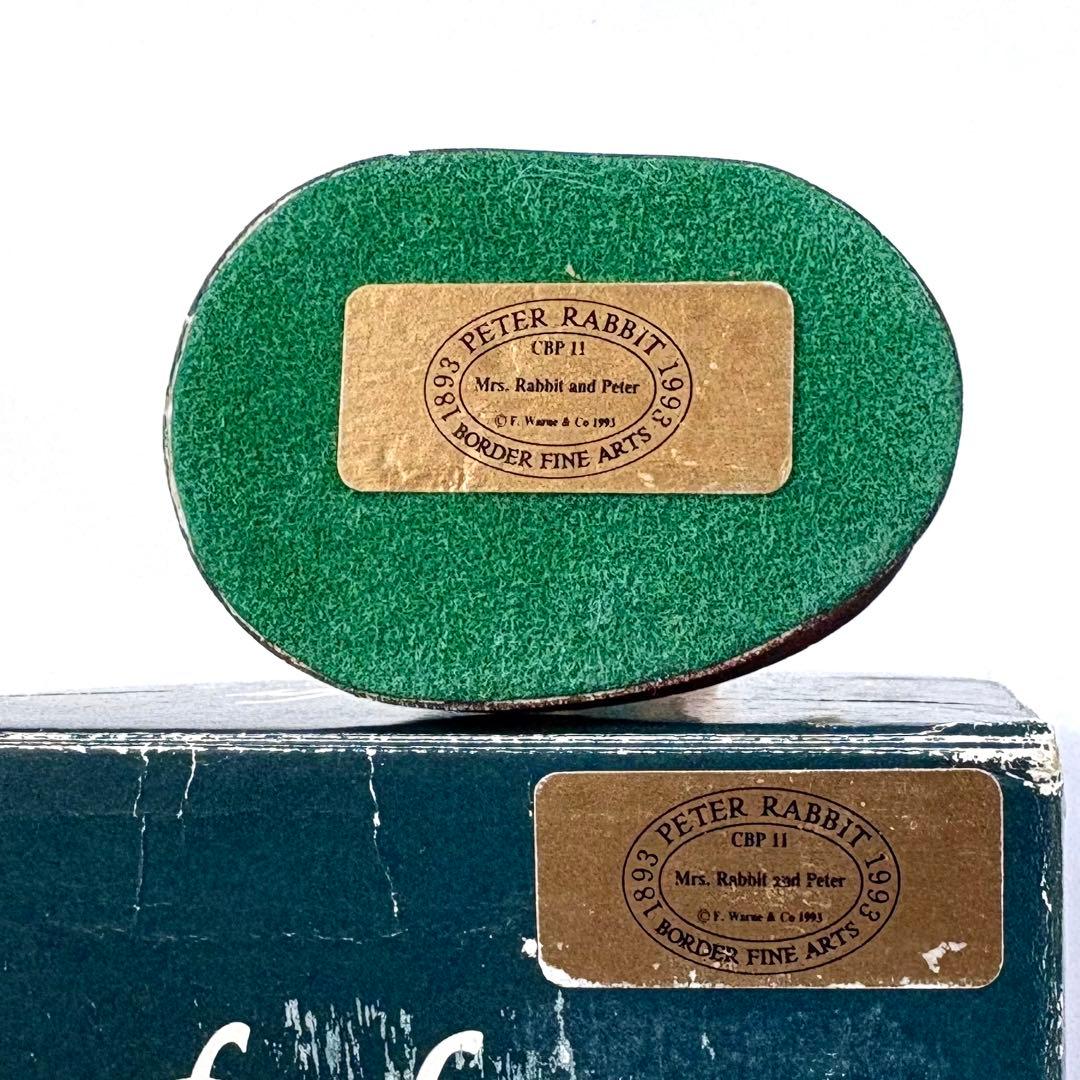 PETER RABBIT
1893
1993
CBP 11
Mrs. Rabbit and Peter
© F. Warne & Co 1993
BORDER FINE ARTS
PETER RABBIT
1893
1993
CBP 11
Mrs. Rabbit and Peter
© F. Warne & Co 1993
BORDER FINE ARTS